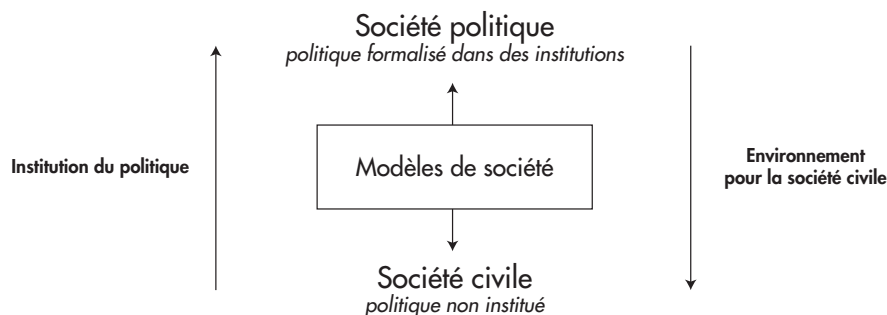 Société politique
politique formalisé dans des institutions
Institution du politique
Modèles de société
Environnement
pour la société civile
Société civile
politique non institué